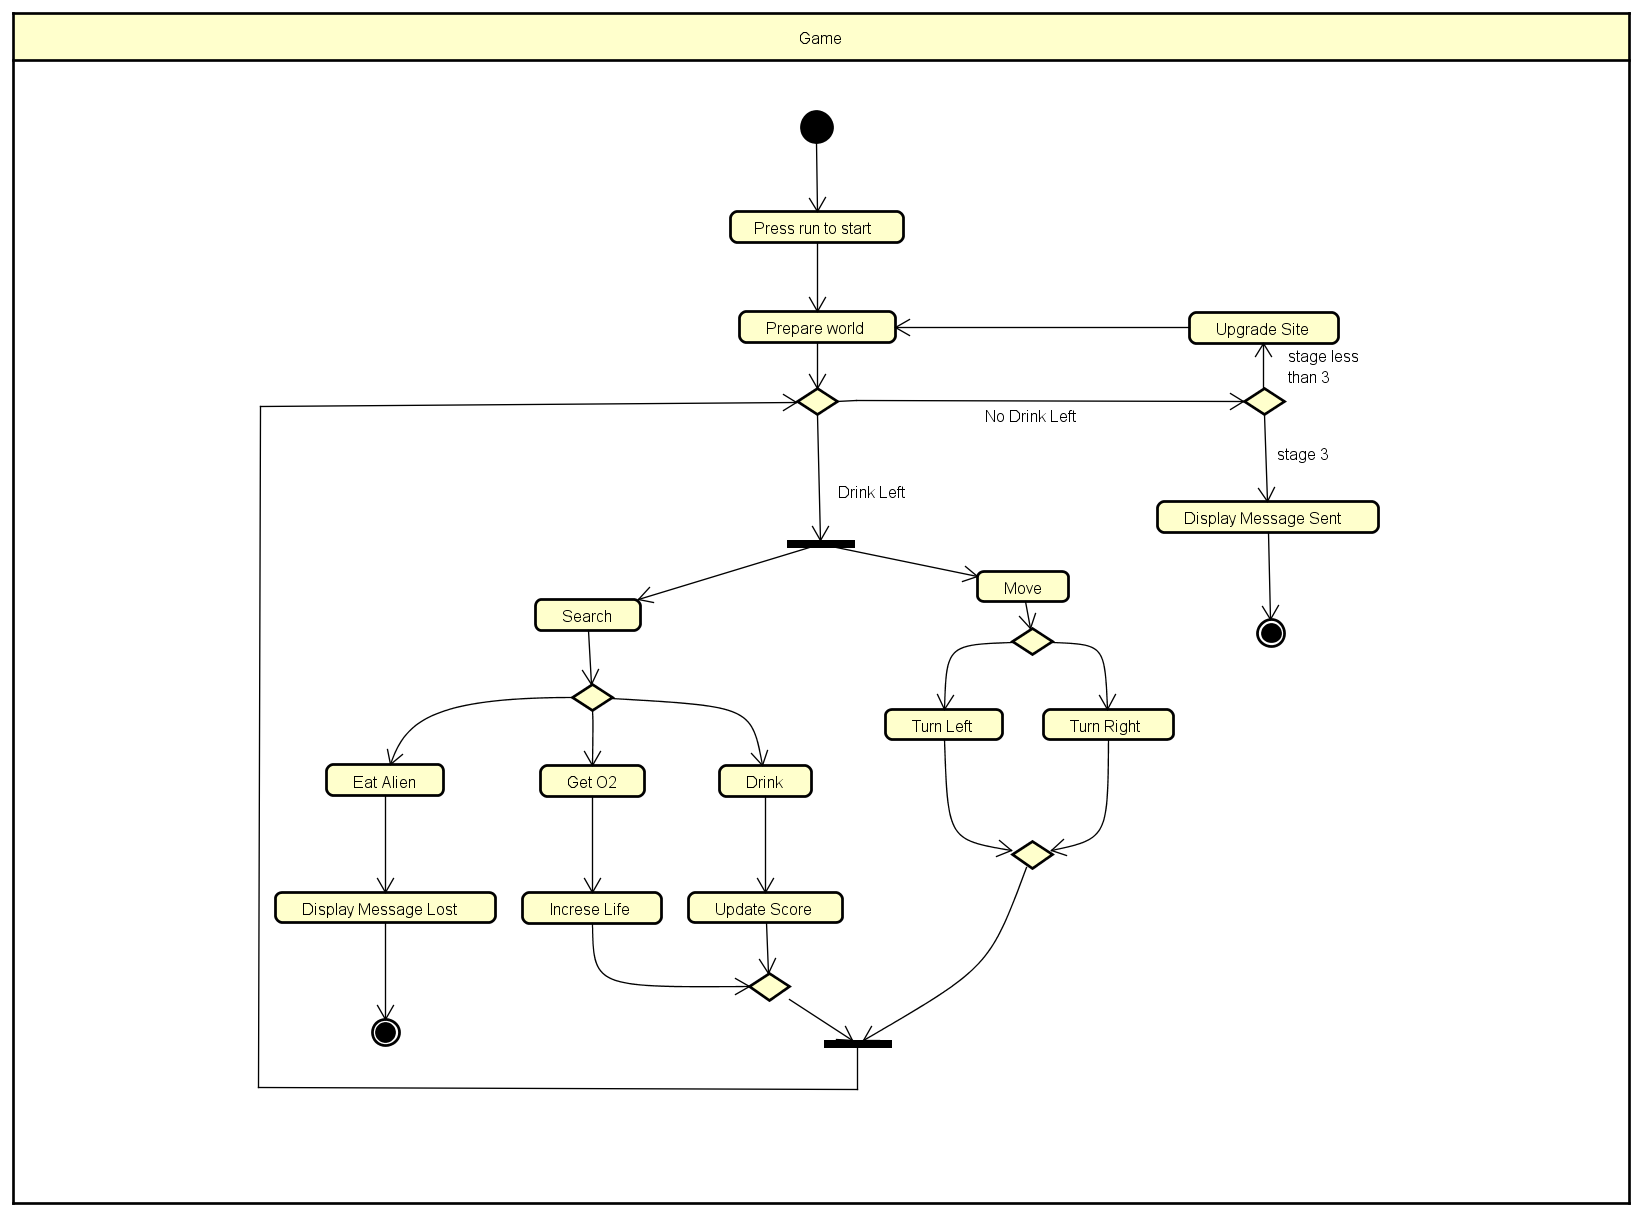 Game
Press run to start
Prepare world
Upgrade Site
stage less
than 3
No Drink Left
stage 3
Drink Left
Display Message Sent
Move
Search
Turn Left
Turn Right
Eat Alien
Get O2
Drink
Display Message Lost
Increse Life
Update Score